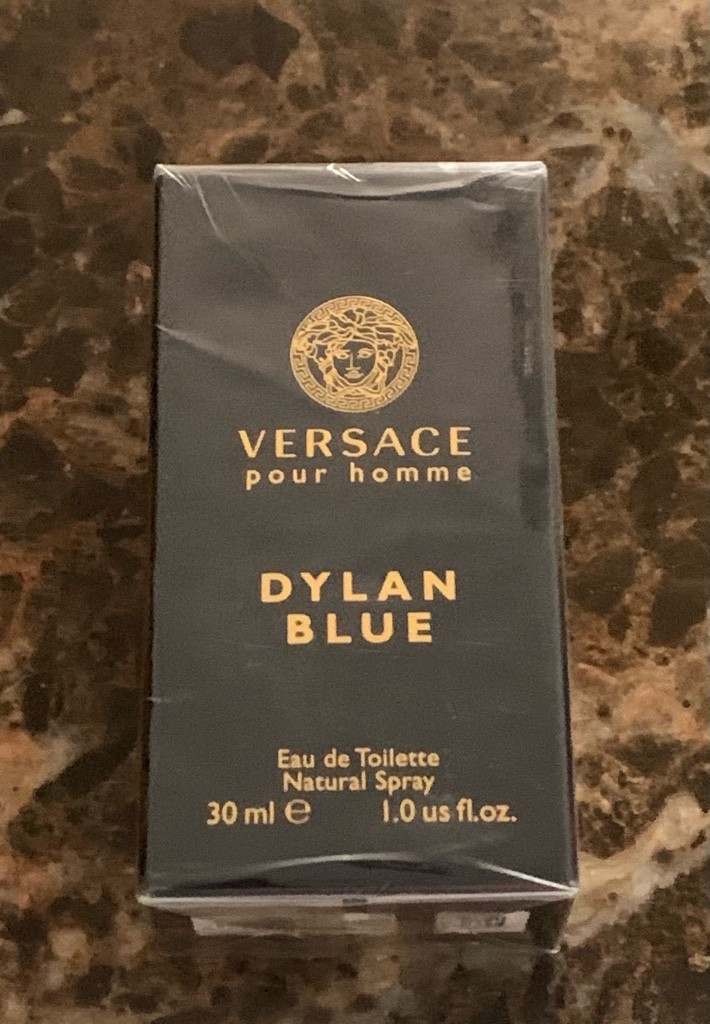 VERSACE
pour homme
DYLAN
BLUE
Eau de Toilette
Natural Spray
30 ml ℮ 1.0 us fl.oz.